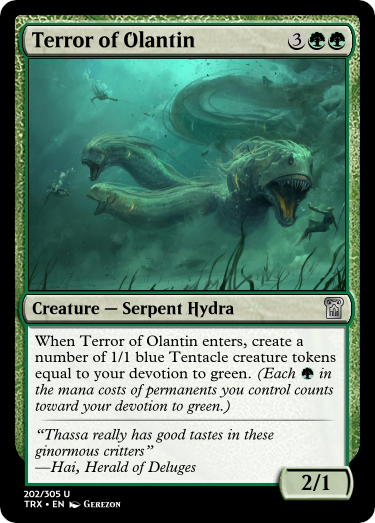 Terror of Olantin 3
Creature — Serpent Hydra
When Terror of Olantin enters, create a
number of 1/1 blue Tentacle creature tokens
equal to your devotion to green. (Each in
the mana costs of permanents you control counts
toward your devotion to green.)
“Thassa really has good tastes in these
ginormous critters”
—Hai, Herald of Deluges
2/1
202/305 U
TRX • EN Gerezon